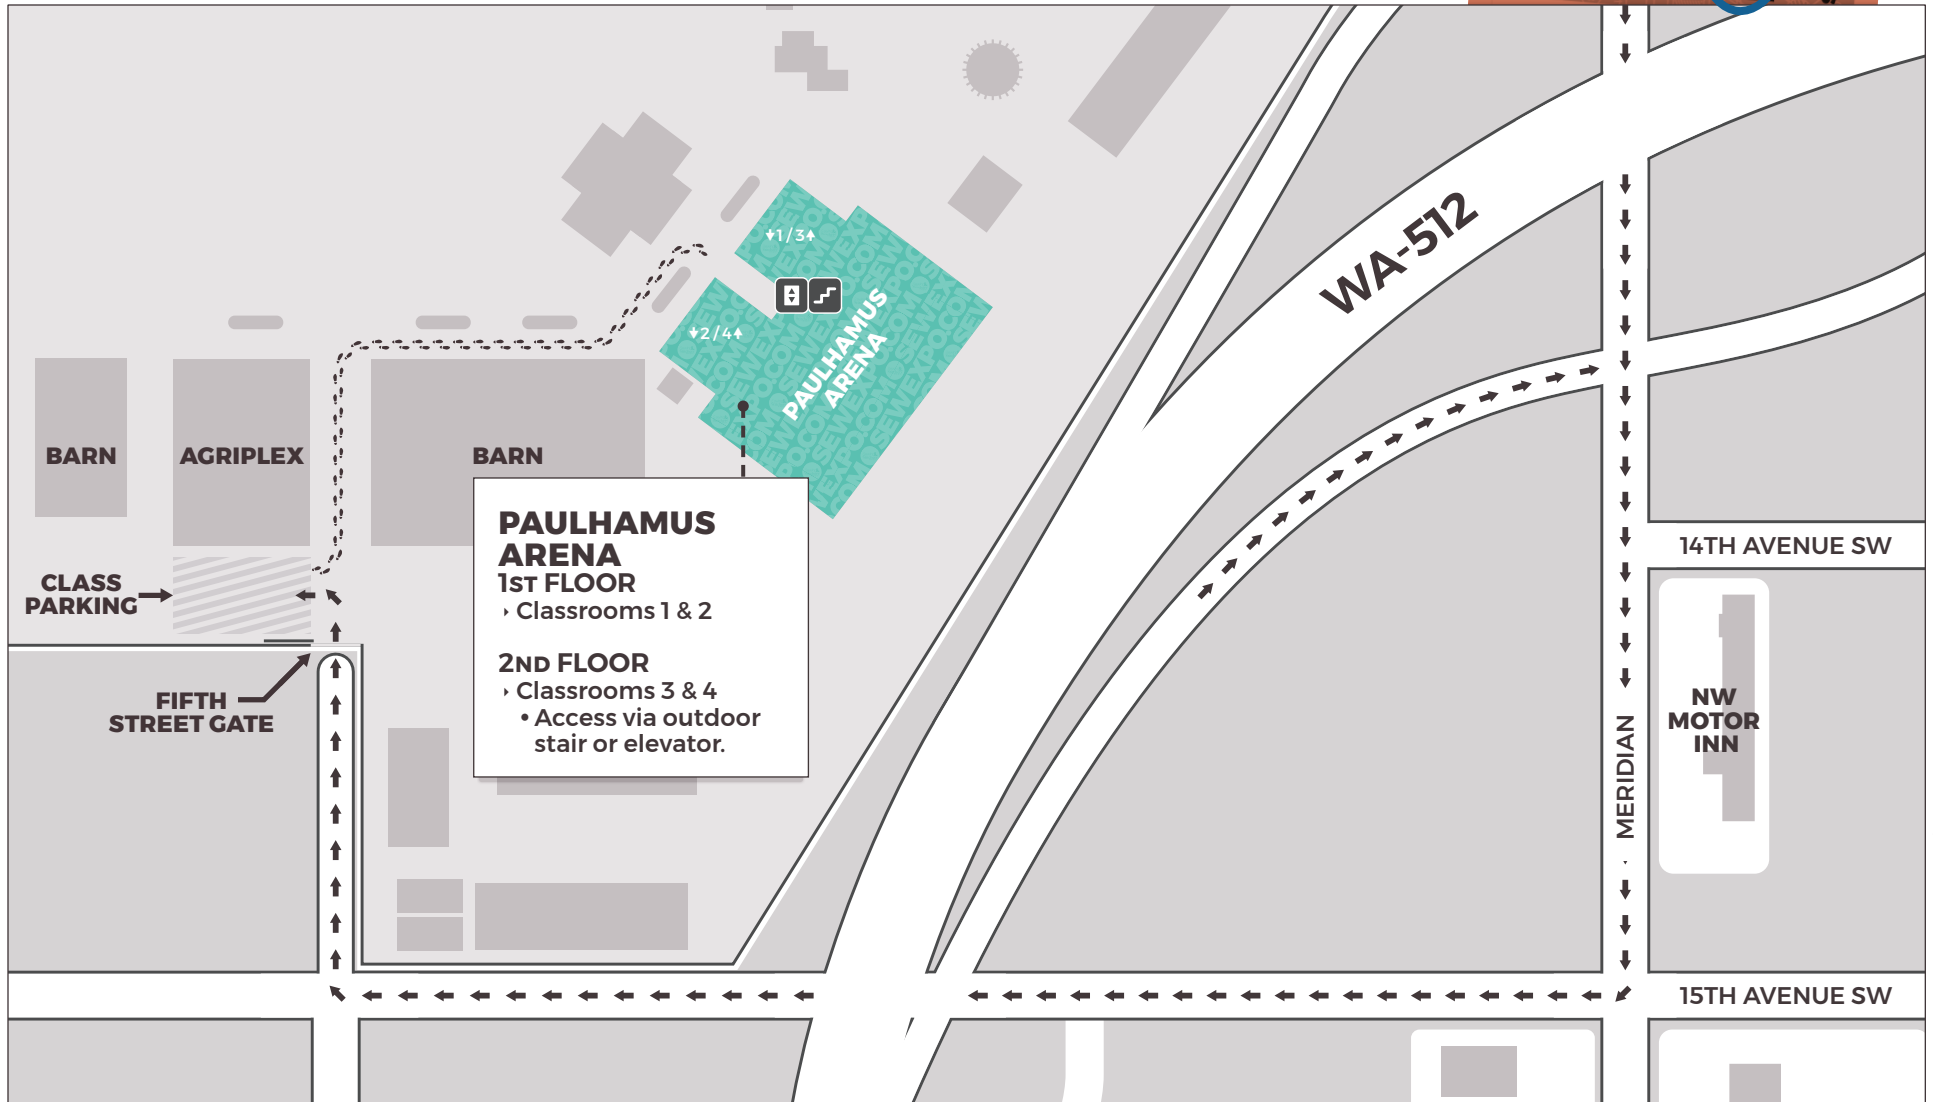 WA-512
1/3
2/4
PAULHAMUS
ARENA
BARN
AGRIPLEX
BARN
PAULHAMUS
ARENA
1ST FLOOR
‣ Classrooms 1 & 2
2ND FLOOR
‣ Classrooms 3 & 4
• Access via outdoor
stair or elevator.
CLASS
PARKING
FIFTH
STREET GATE
14TH AVENUE SW
NW
MOTOR
INN
MERIDIAN
15TH AVENUE SW